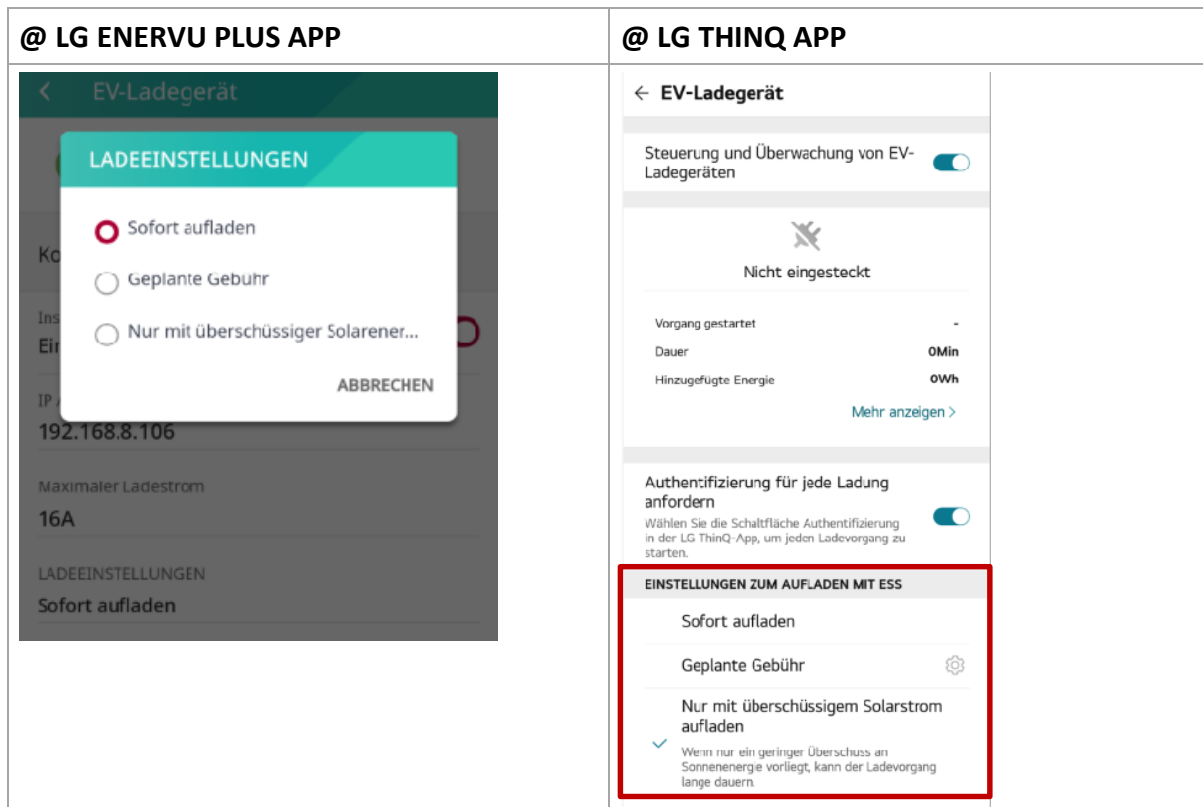 @ LG ENERVU PLUS APP
EV-Ladegerät
LADEEINSTELLUNGEN
Sofort aufladen
Geplante Gebühr
Nur mit überschüssiger Solarener...
ABBRECHEN
Ko
Ins
Ein
IP
192.168.8.106
Maximaler Ladestrom
16A
LADEEINSTELLUNGEN
Sofort aufladen
@ LG THINQ APP
← EV-Ladegerät
Steuerung und Überwachung von EV-
Ladegeräten
Nicht eingesteckt
Vorgang gestartet -
Dauer 0Min
Hinzugefügte Energie 0Wh
Mehr anzeigen >
Authentifizierung für jede Ladung
anfordern
Wählen Sie die Schaltfläche Authentifizierung
in der LG ThinQ-App, um jeden Ladevorgang zu
starten.
EINSTELLUNGEN ZUM AUFLADEN MIT ESS
Sofort aufladen
Geplante Gebühr
Nur mit überschüssigem Solarstrom
aufladen
Wenn nur ein geringer Überschuss an
Sonnenenergie vorliegt, kann der Ladevorgang
lange dauern.